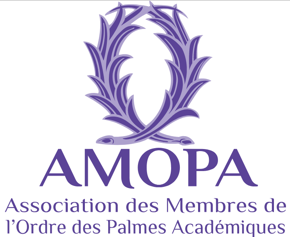 AMOPA
Association des Membres de
l'Ordre des Palmes Académiques